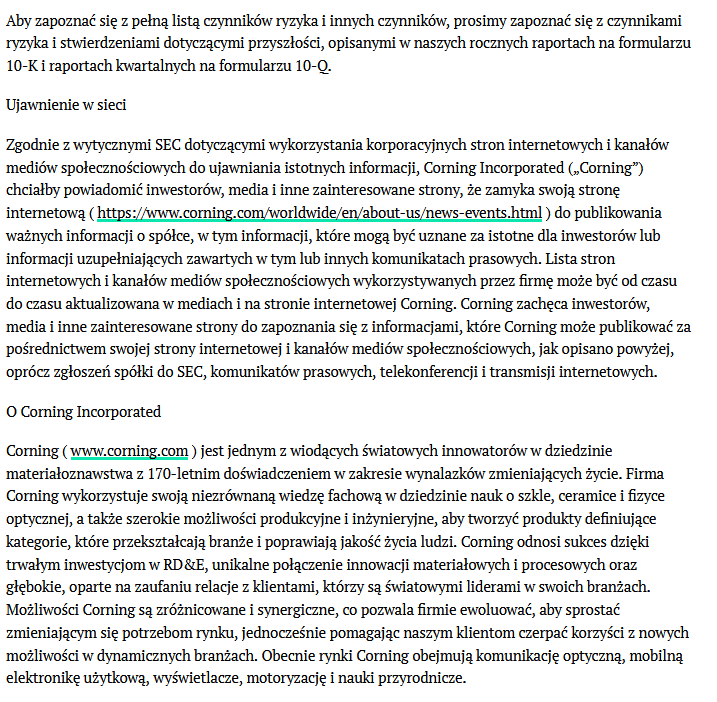 Aby zapoznać się z pełną listą czynników ryzyka i innych czynników, prosimy zapoznać się z czynnikami
ryzyka i stwierdzeniami dotyczącymi przyszłości, opisanymi w naszych rocznych raportach na formularzu
10-K i raportach kwartalnych na formularzu 10-Q.
Ujawnienie w sieci
Zgodnie z wytycznymi SEC dotyczącymi wykorzystania korporacyjnych stron internetowych i kanałów
mediów społecznościowych do ujawniania istotnych informacji, Corning Incorporated („Corning”)
chciałby powiadomić inwestorów, media i inne zainteresowane strony, że zamyka swoją stronę
internetową ( https://www.corning.com/worldwide/en/about-us/news-events.html ) do publikowania
ważnych informacji o spółce, w tym informacji, które mogą być uznane za istotne dla inwestorów lub
informacji uzupełniających zawartych w tym lub innych komunikatach prasowych. Lista stron
internetowych i kanałów mediów społecznościowych wykorzystywanych przez firmę może być od czasu
do czasu aktualizowana w mediach i na stronie internetowej Corning. Corning zachęca inwestorów,
media i inne zainteresowane strony do zapoznania się z informacjami, które Corning może publikować za
pośrednictwem swojej strony internetowej i kanałów mediów społecznościowych, jak opisano powyżej,
oprócz zgłoszeń spółki do SEC, komunikatów prasowych, telekonferencji i transmisji internetowych.
O Corning Incorporated
Corning ( www.corning.com ) jest jednym z wiodących światowych innowatorów w dziedzinie
materiałoznawstwa z 170-letnim doświadczeniem w zakresie wynalazków zmieniających życie. Firma
Corning wykorzystuje swoją niezrównaną wiedzę fachową w dziedzinie nauk o szkle, ceramice i fizyce
optycznej, a także szerokie możliwości produkcyjne i inżynieryjne, aby tworzyć produkty definiujące
kategorie, które przekształcają branże i poprawiają jakość życia ludzi. Corning odnosi sukces dzięki
trwałym inwestycjom w RD&E, unikalne połączenie innowacji materiałowych i procesowych oraz
głębokie, oparte na zaufaniu relacje z klientami, którzy są światowymi liderami w swoich branżach.
Możliwości Corning są zróżnicowane i synergiczne, co pozwala firmie ewoluować, aby sprostać
zmieniającym się potrzebom rynku, jednocześnie pomagając naszym klientom czerpać korzyści z nowych
możliwości w dynamicznych branżach. Obecnie rynki Corning obejmują komunikację optyczną, mobilną
elektronikę użytkową, wyświetlacze, motoryzację i nauki przyrodnicze.